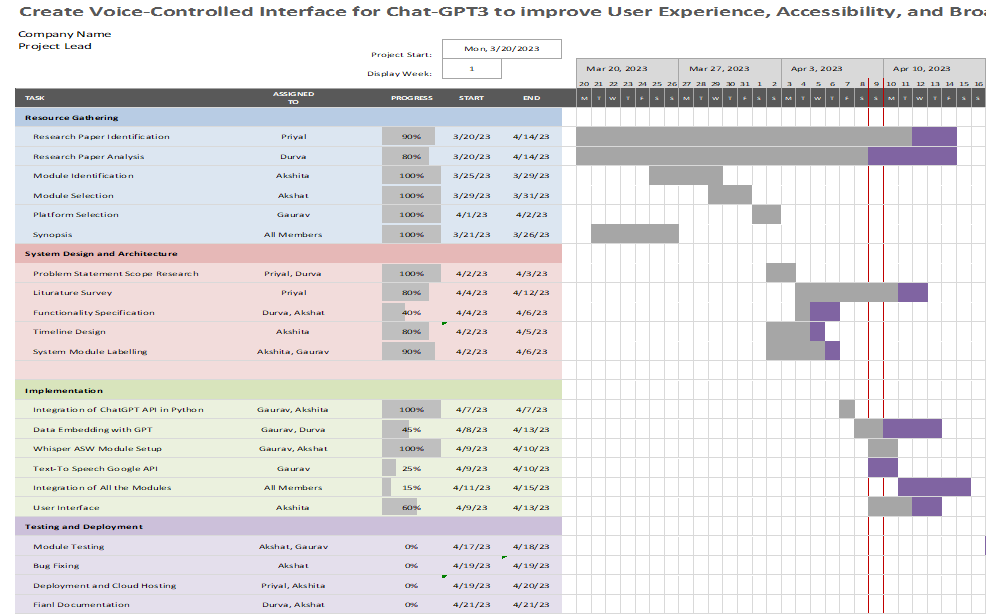 Create Voice-Controlled Interface for Chat-GPT3 to improve User Experience, Accessibility, and Broa
Company Name
Project Lead
Project Start: Mon, 3/20/2023
Display Week: 1
Mar 20, 2023 Mar 27, 2023 Apr 3, 2023 Apr 10, 2023
20 21 22 23 24 25 26 27 28 29 30 31 1 2 3 4 5 6 7 8 9 10 11 12 13 14 15 16
TASK ASSIGNED TO PROGRESS START END M T W T F S S M T W T F S S M T W T F S S M T W T F S S
Resource Gathering
Research Paper Identification Priyal 90% 3/20/23 4/14/23
Research Paper Analysis Durva 80% 3/20/23 4/14/23
Module Identification Akshita 100% 3/25/23 3/29/23
Module Selection Akshat 100% 3/29/23 3/31/23
Platform Selection Gaurav 100% 4/1/23 4/2/23
Synopsis All Members 100% 3/21/23 3/26/23
System Design and Architecture
Problem Statement Scope Research Priyal, Durva 100% 4/2/23 4/3/23
Liturature Survey Priyal 80% 4/4/23 4/12/23
Functionality Specification Durva, Akshat 40% 4/4/23 4/6/23
Timeline Design Akshita 80% 4/2/23 4/5/23
System Module Labelling Akshita, Gaurav 90% 4/2/23 4/6/23
Implementation
Integration of ChatGPT API in Python Gaurav, Akshita 100% 4/7/23 4/7/23
Data Embedding with GPT Gaurav, Durva 45% 4/8/23 4/13/23
Whisper ASW Module Setup Gaurav, Akshat 100% 4/9/23 4/10/23
Text-To Speech Google API Gaurav 25% 4/9/23 4/10/23
Integration of All the Modules All Members 15% 4/11/23 4/15/23
User Interface Akshita 60% 4/9/23 4/13/23
Testing and Deployment
Module Testing Akshat, Gaurav 0% 4/17/23 4/18/23
Bug Fixing Akshat 0% 4/19/23 4/19/23
Deployment and Cloud Hosting Priyal, Akshita 0% 4/19/23 4/20/23
Fianl Documentation Durva, Akshat 0% 4/21/23 4/21/23